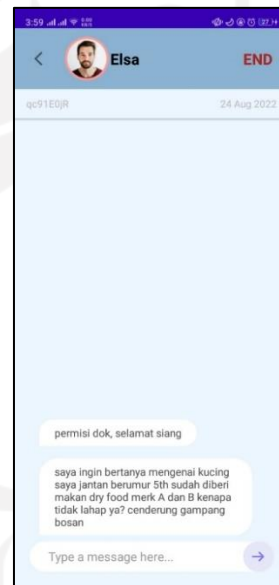 3:59
Elsa
END
qc91E0jR
24 Aug 2022
permisi dok, selamat siang
saya ingin bertanya mengenai kucing
saya jantan berumur 5th sudah diberi
makan dry food merk A dan B kenapa
tidak lahap ya? cenderung gampang
bosan
Type a message here...